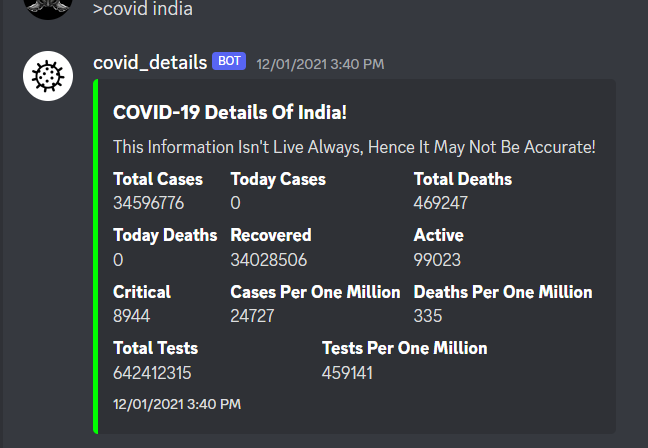 >covid india
covid_details BOT 12/01/2021 3:40 PM
COVID-19 Details Of India!
This Information Isn't Live Always, Hence It May Not Be Accurate!
Total Cases Today Cases Total Deaths
34596776 0 469247
Today Deaths Recovered Active
0 34028506 99023
Critical Cases Per One Million Deaths Per One Million
8944 24727 335
Total Tests Tests Per One Million
642412315 459141
12/01/2021 3:40 PM